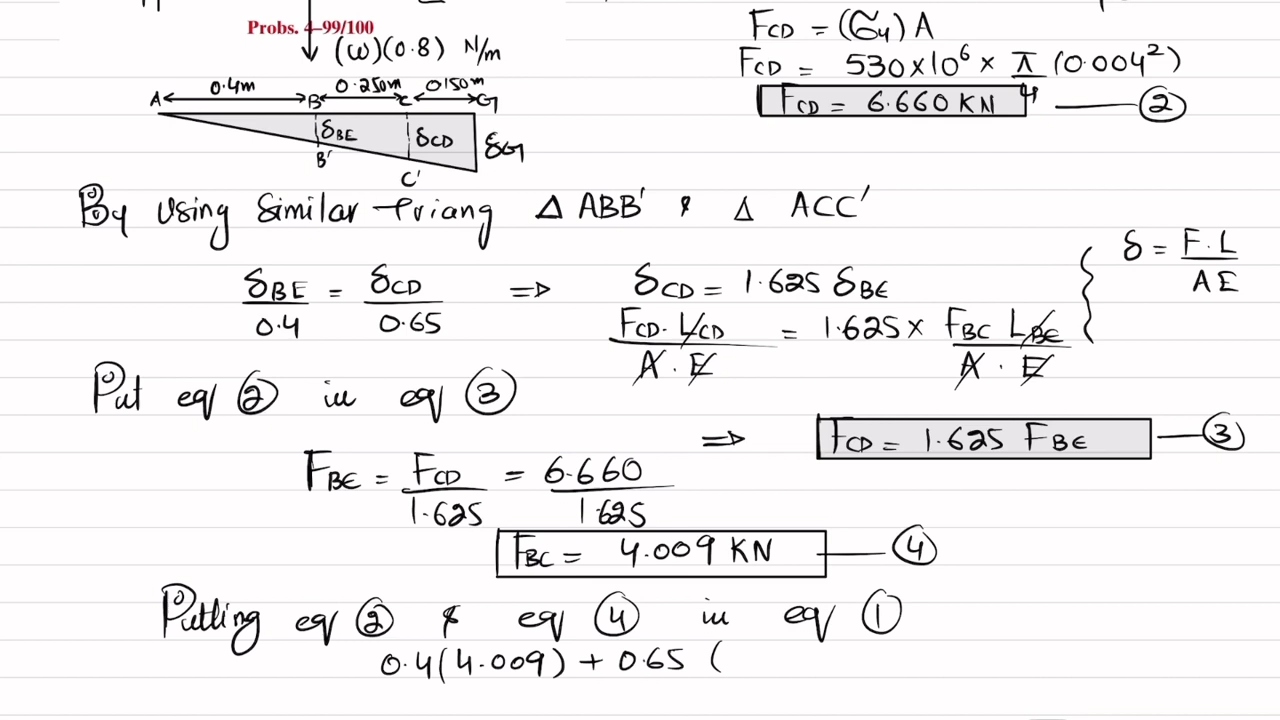 Probs. 4–99/100
(w)(0.8) N/m
0.4m 0.250m 0.150m
A B C G
δBE δCD δG
B'
C'
FCD = (σy) A
FCD = 530×10⁶ × π/4 (0.004²)
FCD = 6.660 KN ②
By Using Similar Triang Δ ABB' & Δ ACC'
δBE/0.4 = δCD/0.65 ⇒ δCD = 1.625 δBE
δ = F.L/AE
FCD. LCD/A . E = 1.625 × FBC LBE/A . E
Put eq ② in eq ③
⇒ FCD = 1.625 FBE ③
FBE = FCD/1.625 = 6.660/1.625
FBC = 4.009 KN ④
Putting eq ② & eq ④ in eq ①
0.4(4.009) + 0.65 (